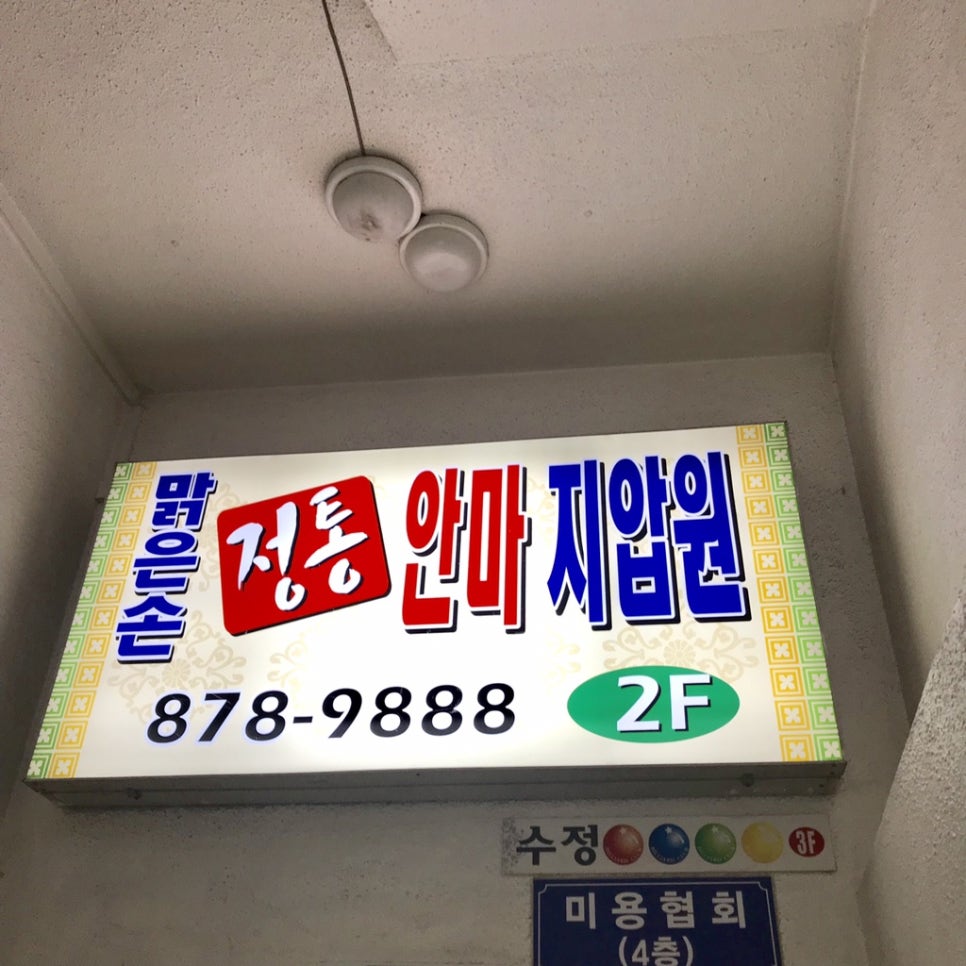 맑은손 정통 안마 지압원
878-9888 2F
수정 3F
미용협회
(4층)